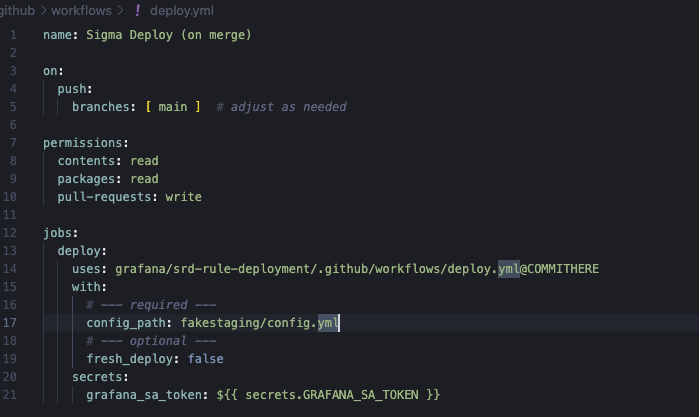 github > workflows > ! deploy.yml
1 name: Sigma Deploy (on merge)
2
3 on:
4 push:
5 branches: [ main ] # adjust as needed
6
7 permissions:
8 contents: read
9 packages: read
10 pull-requests: write
11
12 jobs:
13 deploy:
14 uses: grafana/srd-rule-deployment/.github/workflows/deploy.yml@COMMITHERE
15 with:
16 # --- required ---
17 config_path: fakestaging/config.yml
18 # --- optional ---
19 fresh_deploy: false
20 secrets:
21 grafana_sa_token: ${{ secrets.GRAFANA_SA_TOKEN }}